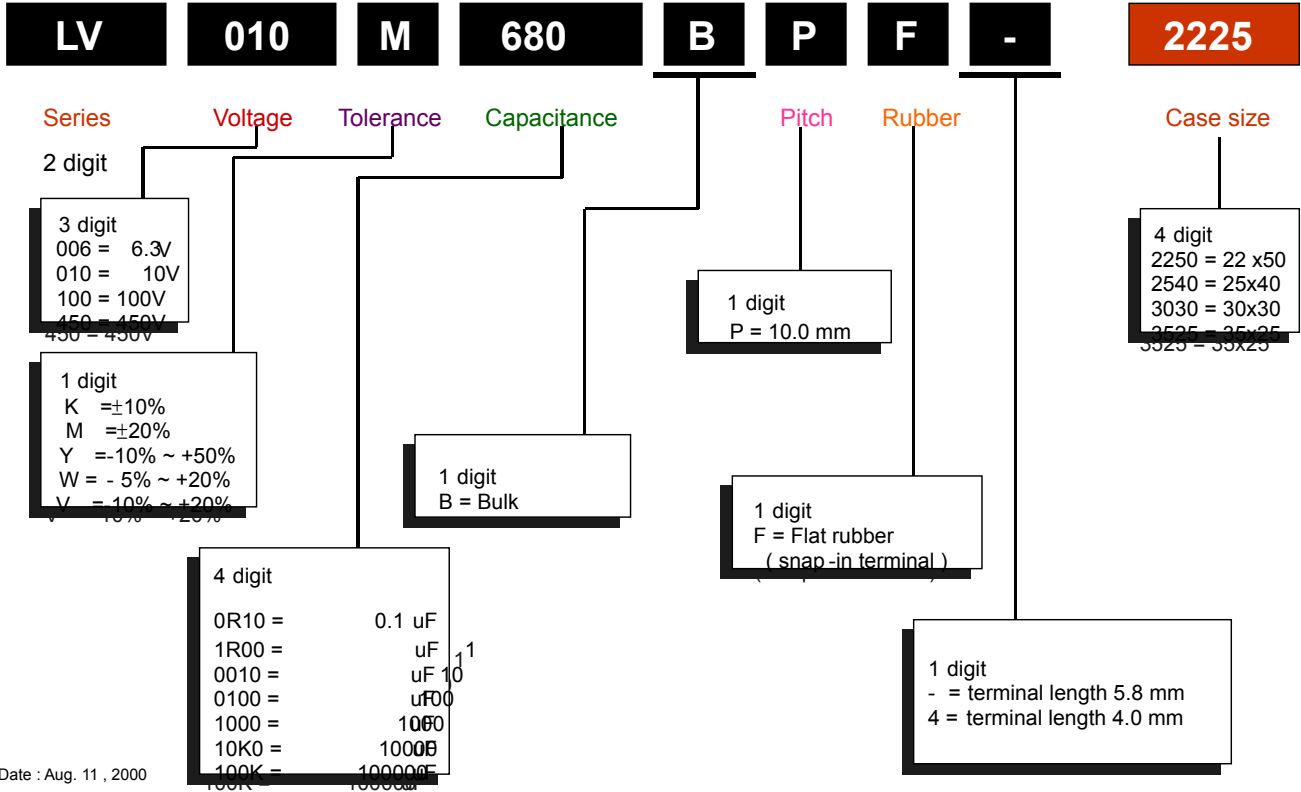 LV 010 M 680 B P F - 2225
Series Voltage Tolerance Capacitance Pitch Rubber Case size
2 digit
3 digit
006 = 6.3V
010 = 10V
100 = 100V
450 = 450V
4 digit
2250 = 22 x50
2540 = 25x40
3030 = 30x30
3525 = 35x25
1 digit
P = 10.0 mm
1 digit
K =±10%
M =±20%
Y =-10% ~ +50%
W = - 5% ~ +20%
V =-10% ~ +20%
1 digit
B = Bulk
1 digit
F = Flat rubber
( snap -in terminal )
4 digit
0R10 = 0.1 uF
1R00 = 1 uF
0010 = 10 uF
0100 = 100 uF
1000 = 1000 uF
10K0 = 10000 uF
100K = 100000 uF
1 digit
- = terminal length 5.8 mm
4 = terminal length 4.0 mm
Date : Aug. 11 , 2000